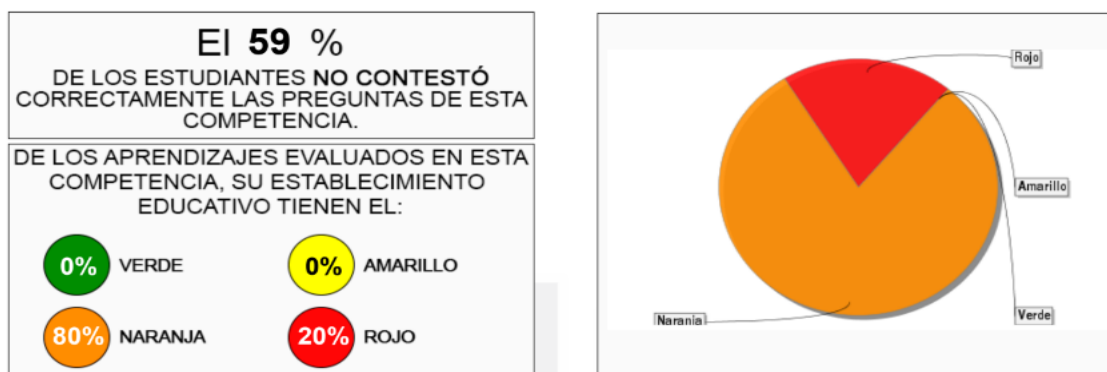 El 59 %
DE LOS ESTUDIANTES NO CONTESTÓ
CORRECTAMENTE LAS PREGUNTAS DE ESTA
COMPETENCIA.
DE LOS APRENDIZAJES EVALUADOS EN ESTA
COMPETENCIA, SU ESTABLECIMIENTO
EDUCATIVO TIENEN EL:
0% VERDE
0% AMARILLO
80% NARANJA
20% ROJO
Rojo
Amarillo
Verde
Naranja